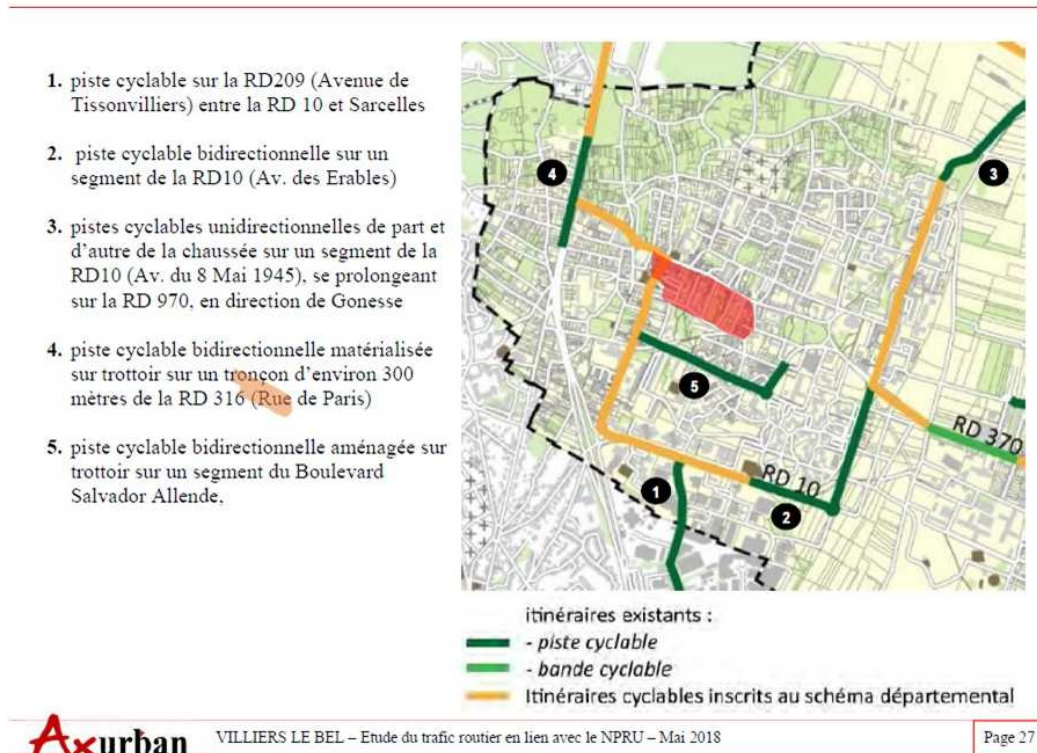 1. piste cyclable sur la RD209 (Avenue de
Tissonvilliers) entre la RD 10 et Sarcelles
2. piste cyclable bidirectionnelle sur un
segment de la RD10 (Av. des Erables)
3. pistes cyclables unidirectionnelles de part et
d'autre de la chaussée sur un segment de la
RD10 (Av. du 8 Mai 1945), se prolongeant
sur la RD 970, en direction de Gonesse
4. piste cyclable bidirectionnelle matérialisée
sur trottoir sur un tronçon d'environ 300
mètres de la RD 316 (Rue de Paris)
5. piste cyclable bidirectionnelle aménagée sur
trottoir sur un segment du Boulevard
Salvador Allende,
4
3
5
RD 370
1
RD 10
2
itinéraires existants :
- piste cyclable
- bande cyclable
Itinéraires cyclables inscrits au schéma départemental
Axurban
VILLIERS LE BEL – Etude du trafic routier en lien avec le NPRU – Mai 2018
Page 27